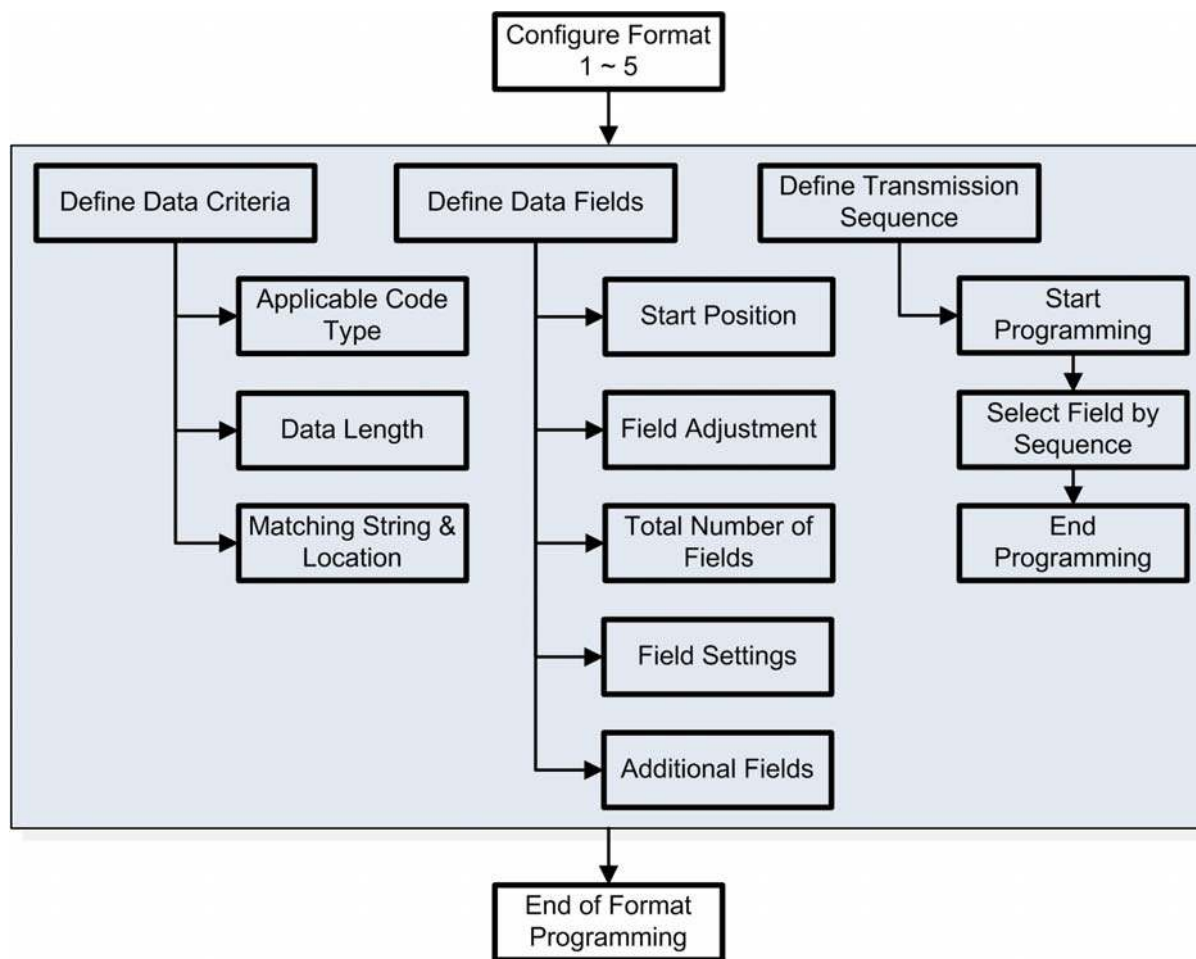 Configure Format
1 ~ 5
Define Data Criteria
Applicable Code
Type
Data Length
Matching String &
Location
Define Data Fields
Start Position
Field Adjustment
Total Number of
Fields
Field Settings
Additional Fields
Define Transmission
Sequence
Start
Programming
Select Field by
Sequence
End
Programming
End of Format
Programming